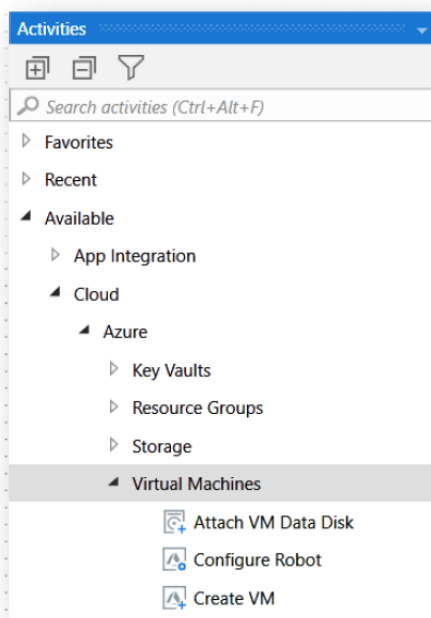 Activities
Search activities (Ctrl+Alt+F)
Favorites
Recent
Available
App Integration
Cloud
Azure
Key Vaults
Resource Groups
Storage
Virtual Machines
Attach VM Data Disk
Configure Robot
Create VM